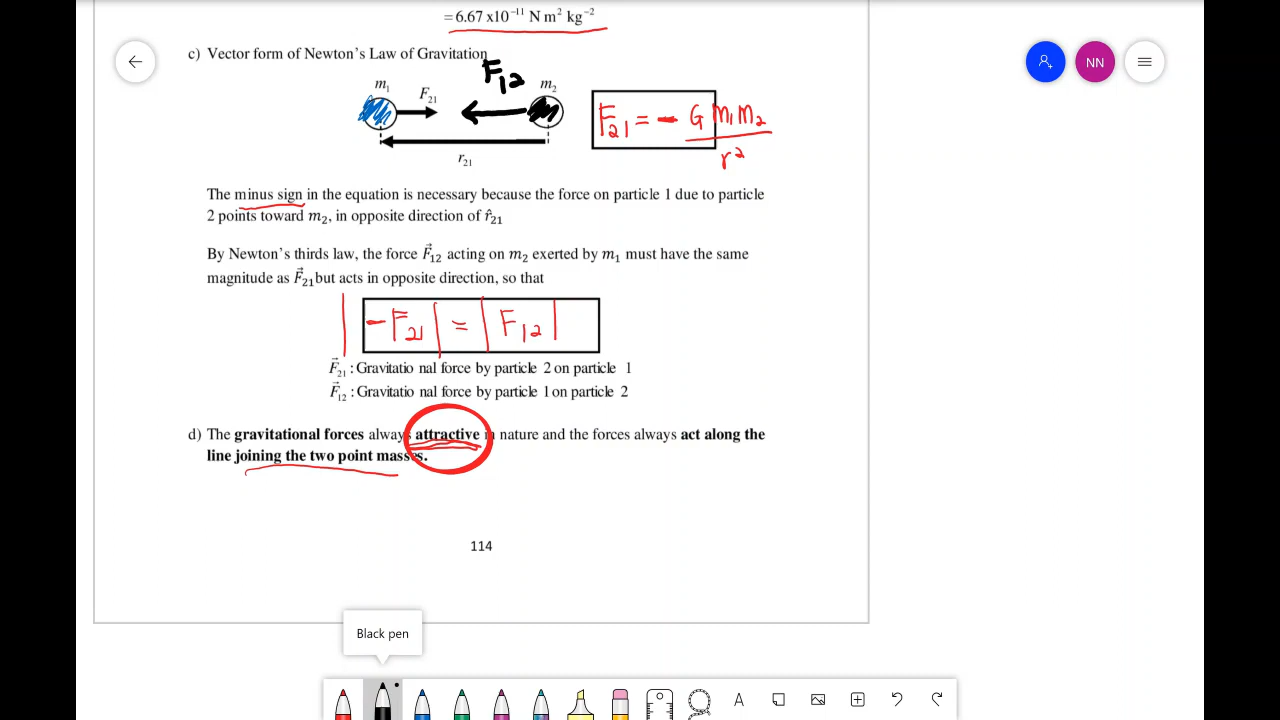 = 6.67 x10⁻¹¹ N m² kg⁻²
c) Vector form of Newton's Law of Gravitation
F₁₂
m₁ F₂₁ m₂
F₂₁ = - G m₁ m₂
r²
r₂₁
NN
The minus sign in the equation is necessary because the force on particle 1 due to particle
2 points toward m₂, in opposite direction of r̂₂₁
By Newton's thirds law, the force F⃗₁₂ acting on m₂ exerted by m₁ must have the same
magnitude as F⃗₂₁ but acts in opposite direction, so that
|-F₂₁| = |F₁₂|
F⃗₂₁ : Gravitatio nal force by particle 2 on particle 1
F⃗₁₂ : Gravitatio nal force by particle 1 on particle 2
d) The gravitational forces always attractive in nature and the forces always act along the
line joining the two point masses.
114
Black pen
A